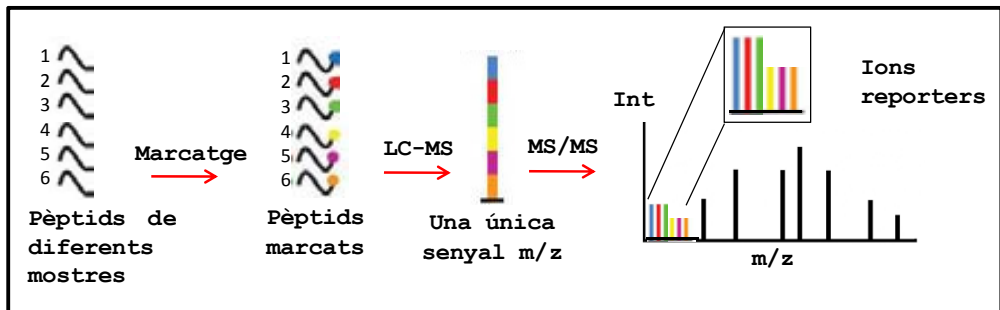 1
2
3
4
5
6
Pèptids de
diferents
mostres
Marcatge
1
2
3
4
5
6
Pèptids
marcats
LC-MS
Una única
senyal m/z
MS/MS
Int
m/z
Ions
reporters